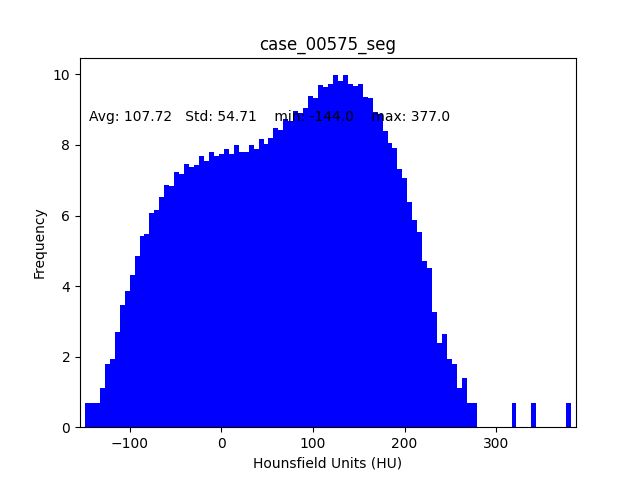 case_00575_seg
Avg: 107.72   Std: 54.71    min: -144.0    max: 377.0
10
8
6
4
2
0
Frequency
−100
0
100
200
300
Hounsfield Units (HU)